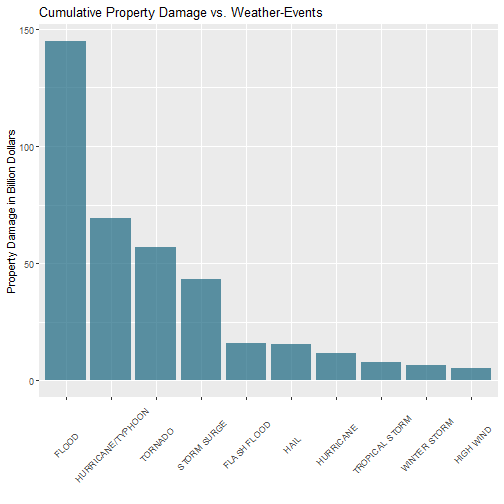 Cumulative Property Damage vs. Weather-Events
Property Damage in Billion Dollars
150
100
50
0
FLOOD
HURRICANE/TYPHOON
TORNADO
STORM SURGE
FLASH FLOOD
HAIL
HURRICANE
TROPICAL STORM
WINTER STORM
HIGH WIND